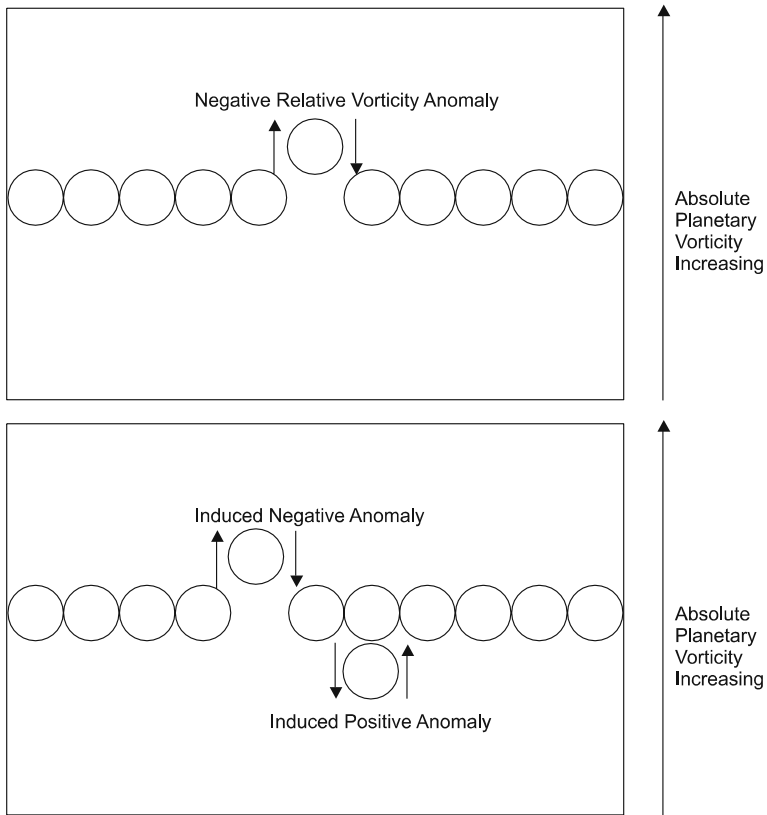 Negative Relative Vorticity Anomaly
Absolute
Planetary
Vorticity
Increasing
Induced Negative Anomaly
Absolute
Planetary
Vorticity
Increasing
Induced Positive Anomaly